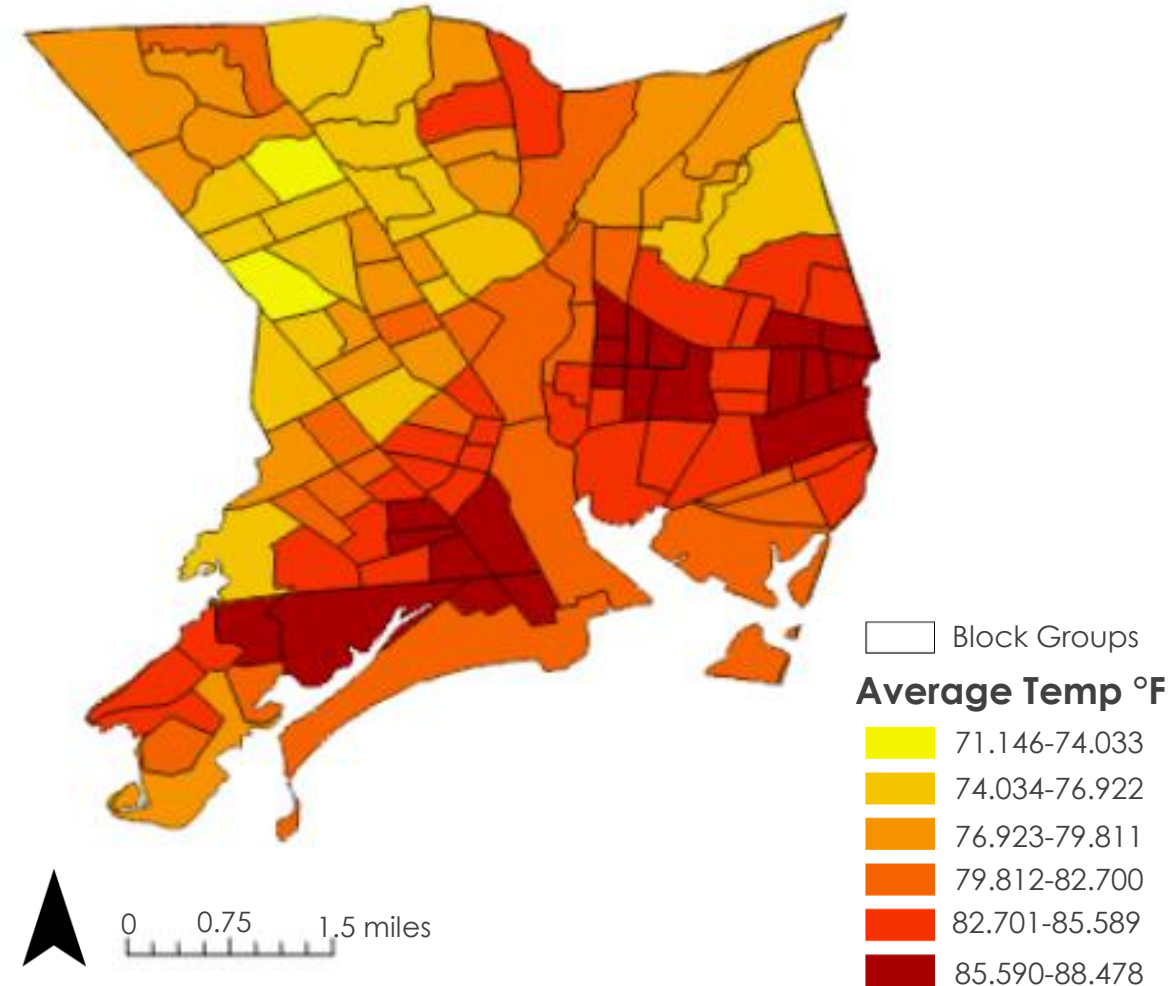 Block Groups
Average Temp °F
71.146-74.033
74.034-76.922
76.923-79.811
79.812-82.700
82.701-85.589
85.590-88.478
0 0.75 1.5 miles